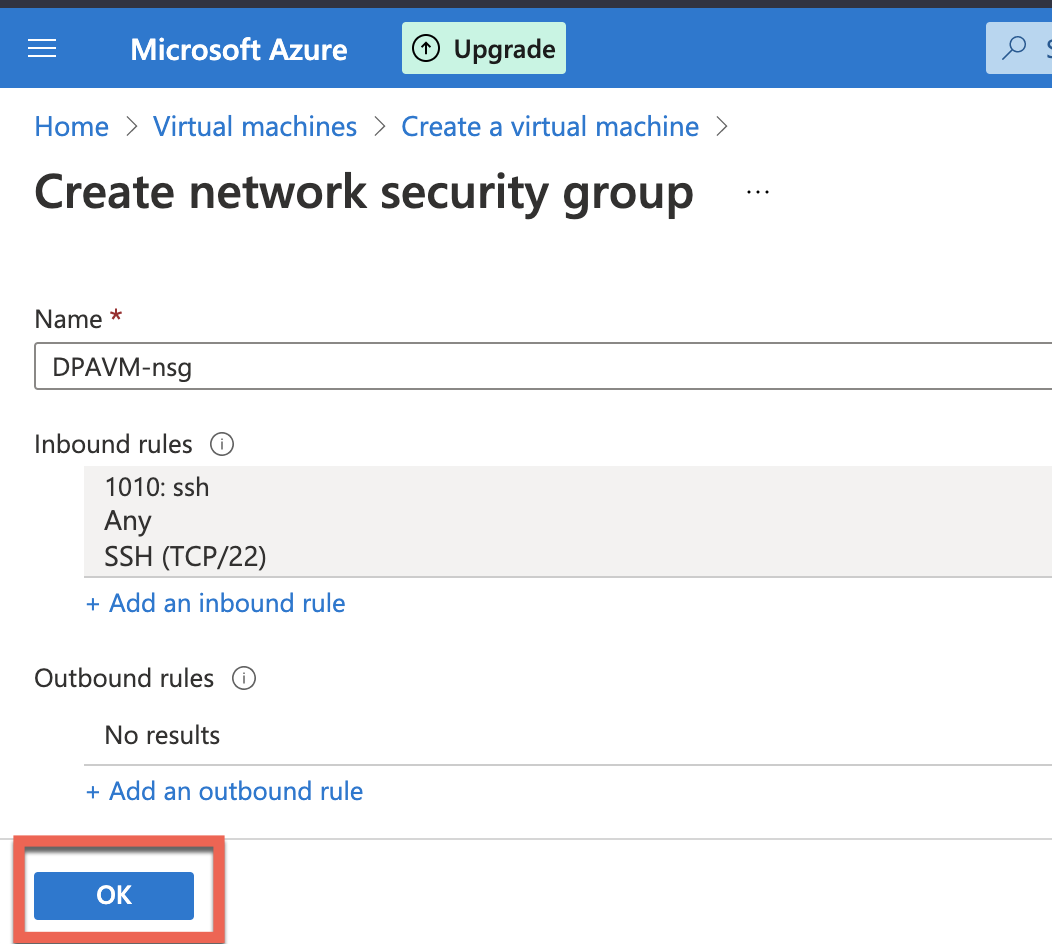 Microsoft Azure Upgrade
Home > Virtual machines > Create a virtual machine >
Create network security group ...
Name *
DPAVM-nsg
Inbound rules
1010: ssh
Any
SSH (TCP/22)
+ Add an inbound rule
Outbound rules
No results
+ Add an outbound rule
OK